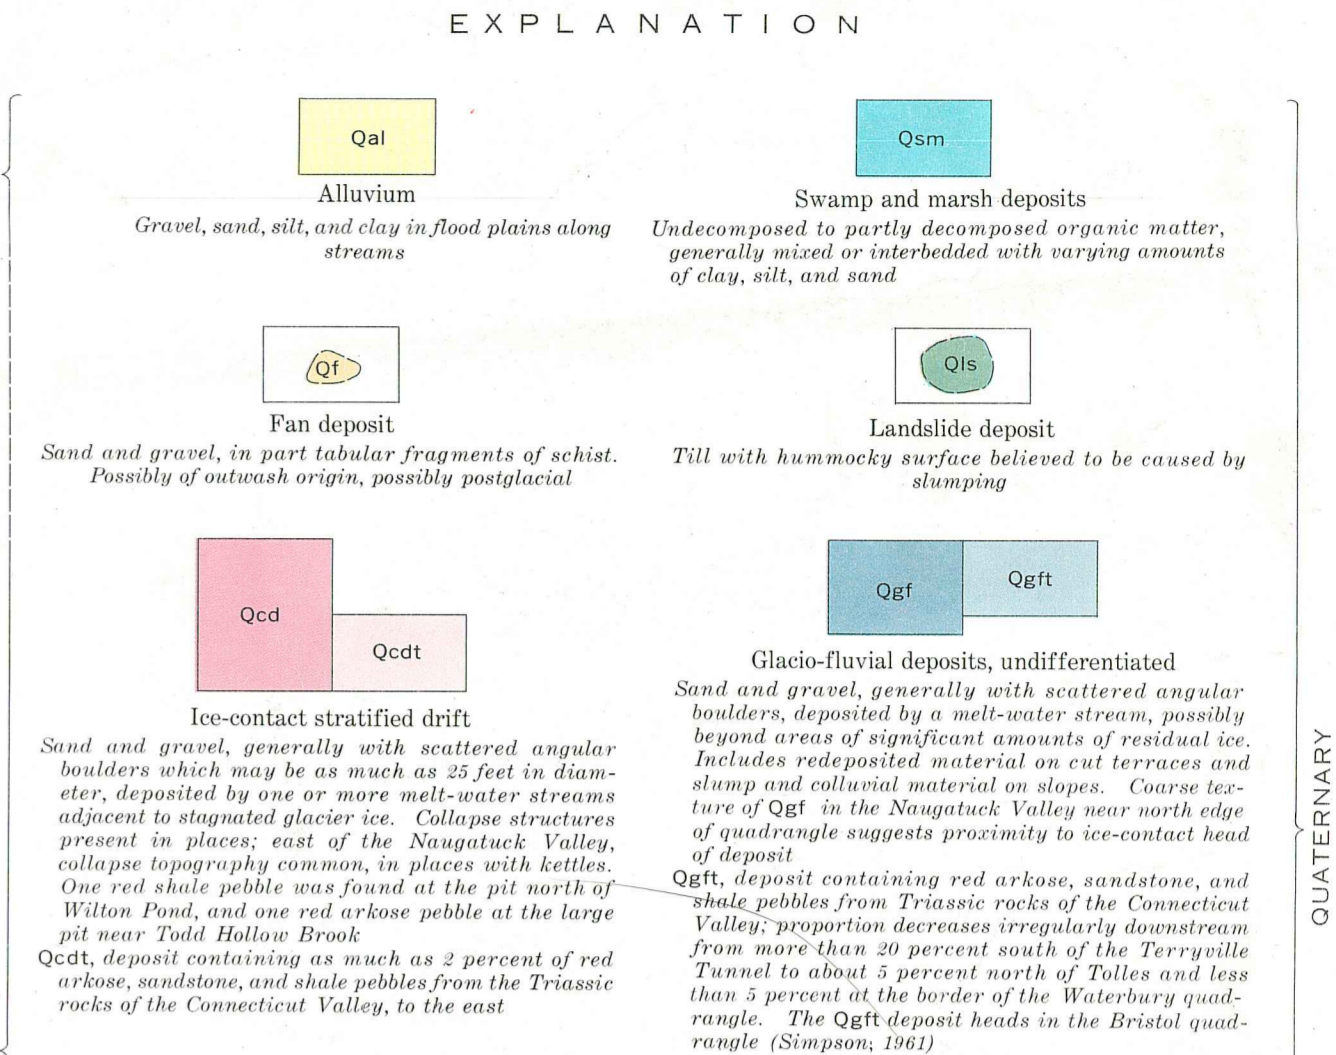 EXPLANATION
Qal
Alluvium
Gravel, sand, silt, and clay in flood plains along
streams
Qsm
Swamp and marsh deposits
Undecomposed to partly decomposed organic matter,
generally mixed or interbedded with varying amounts
of clay, silt, and sand
Qf
Fan deposit
Sand and gravel, in part tabular fragments of schist.
Possibly of outwash origin, possibly postglacial
Qls
Landslide deposit
Till with hummocky surface believed to be caused by
slumping
Qcd
Qcdt
Ice-contact stratified drift
Sand and gravel, generally with scattered angular
boulders which may be as much as 25 feet in diam-
eter, deposited by one or more melt-water streams
adjacent to stagnated glacier ice. Collapse structures
present in places; east of the Naugatuck Valley,
collapse topography common, in places with kettles.
One red shale pebble was found at the pit north of
Wilton Pond, and one red arkose pebble at the large
pit near Todd Hollow Brook
Qcdt, deposit containing as much as 2 percent of red
arkose, sandstone, and shale pebbles from the Triassic
rocks of the Connecticut Valley, to the east
Qgf
Qgft
Glacio-fluvial deposits, undifferentiated
Sand and gravel, generally with scattered angular
boulders, deposited by a melt-water stream, possibly
beyond areas of significant amounts of residual ice.
Includes redeposited material on cut terraces and
slump and colluvial material on slopes. Coarse tex-
ture of Qgf in the Naugatuck Valley near north edge
of quadrangle suggests proximity to ice-contact head
of deposit
Qgft, deposit containing red arkose, sandstone, and
shale pebbles from Triassic rocks of the Connecticut
Valley; proportion decreases irregularly downstream
from more than 20 percent south of the Terryville
Tunnel to about 5 percent north of Tolles and less
than 5 percent at the border of the Waterbury quad-
rangle. The Qgft deposit heads in the Bristol quad-
rangle (Simpson; 1961)
QUATERNARY